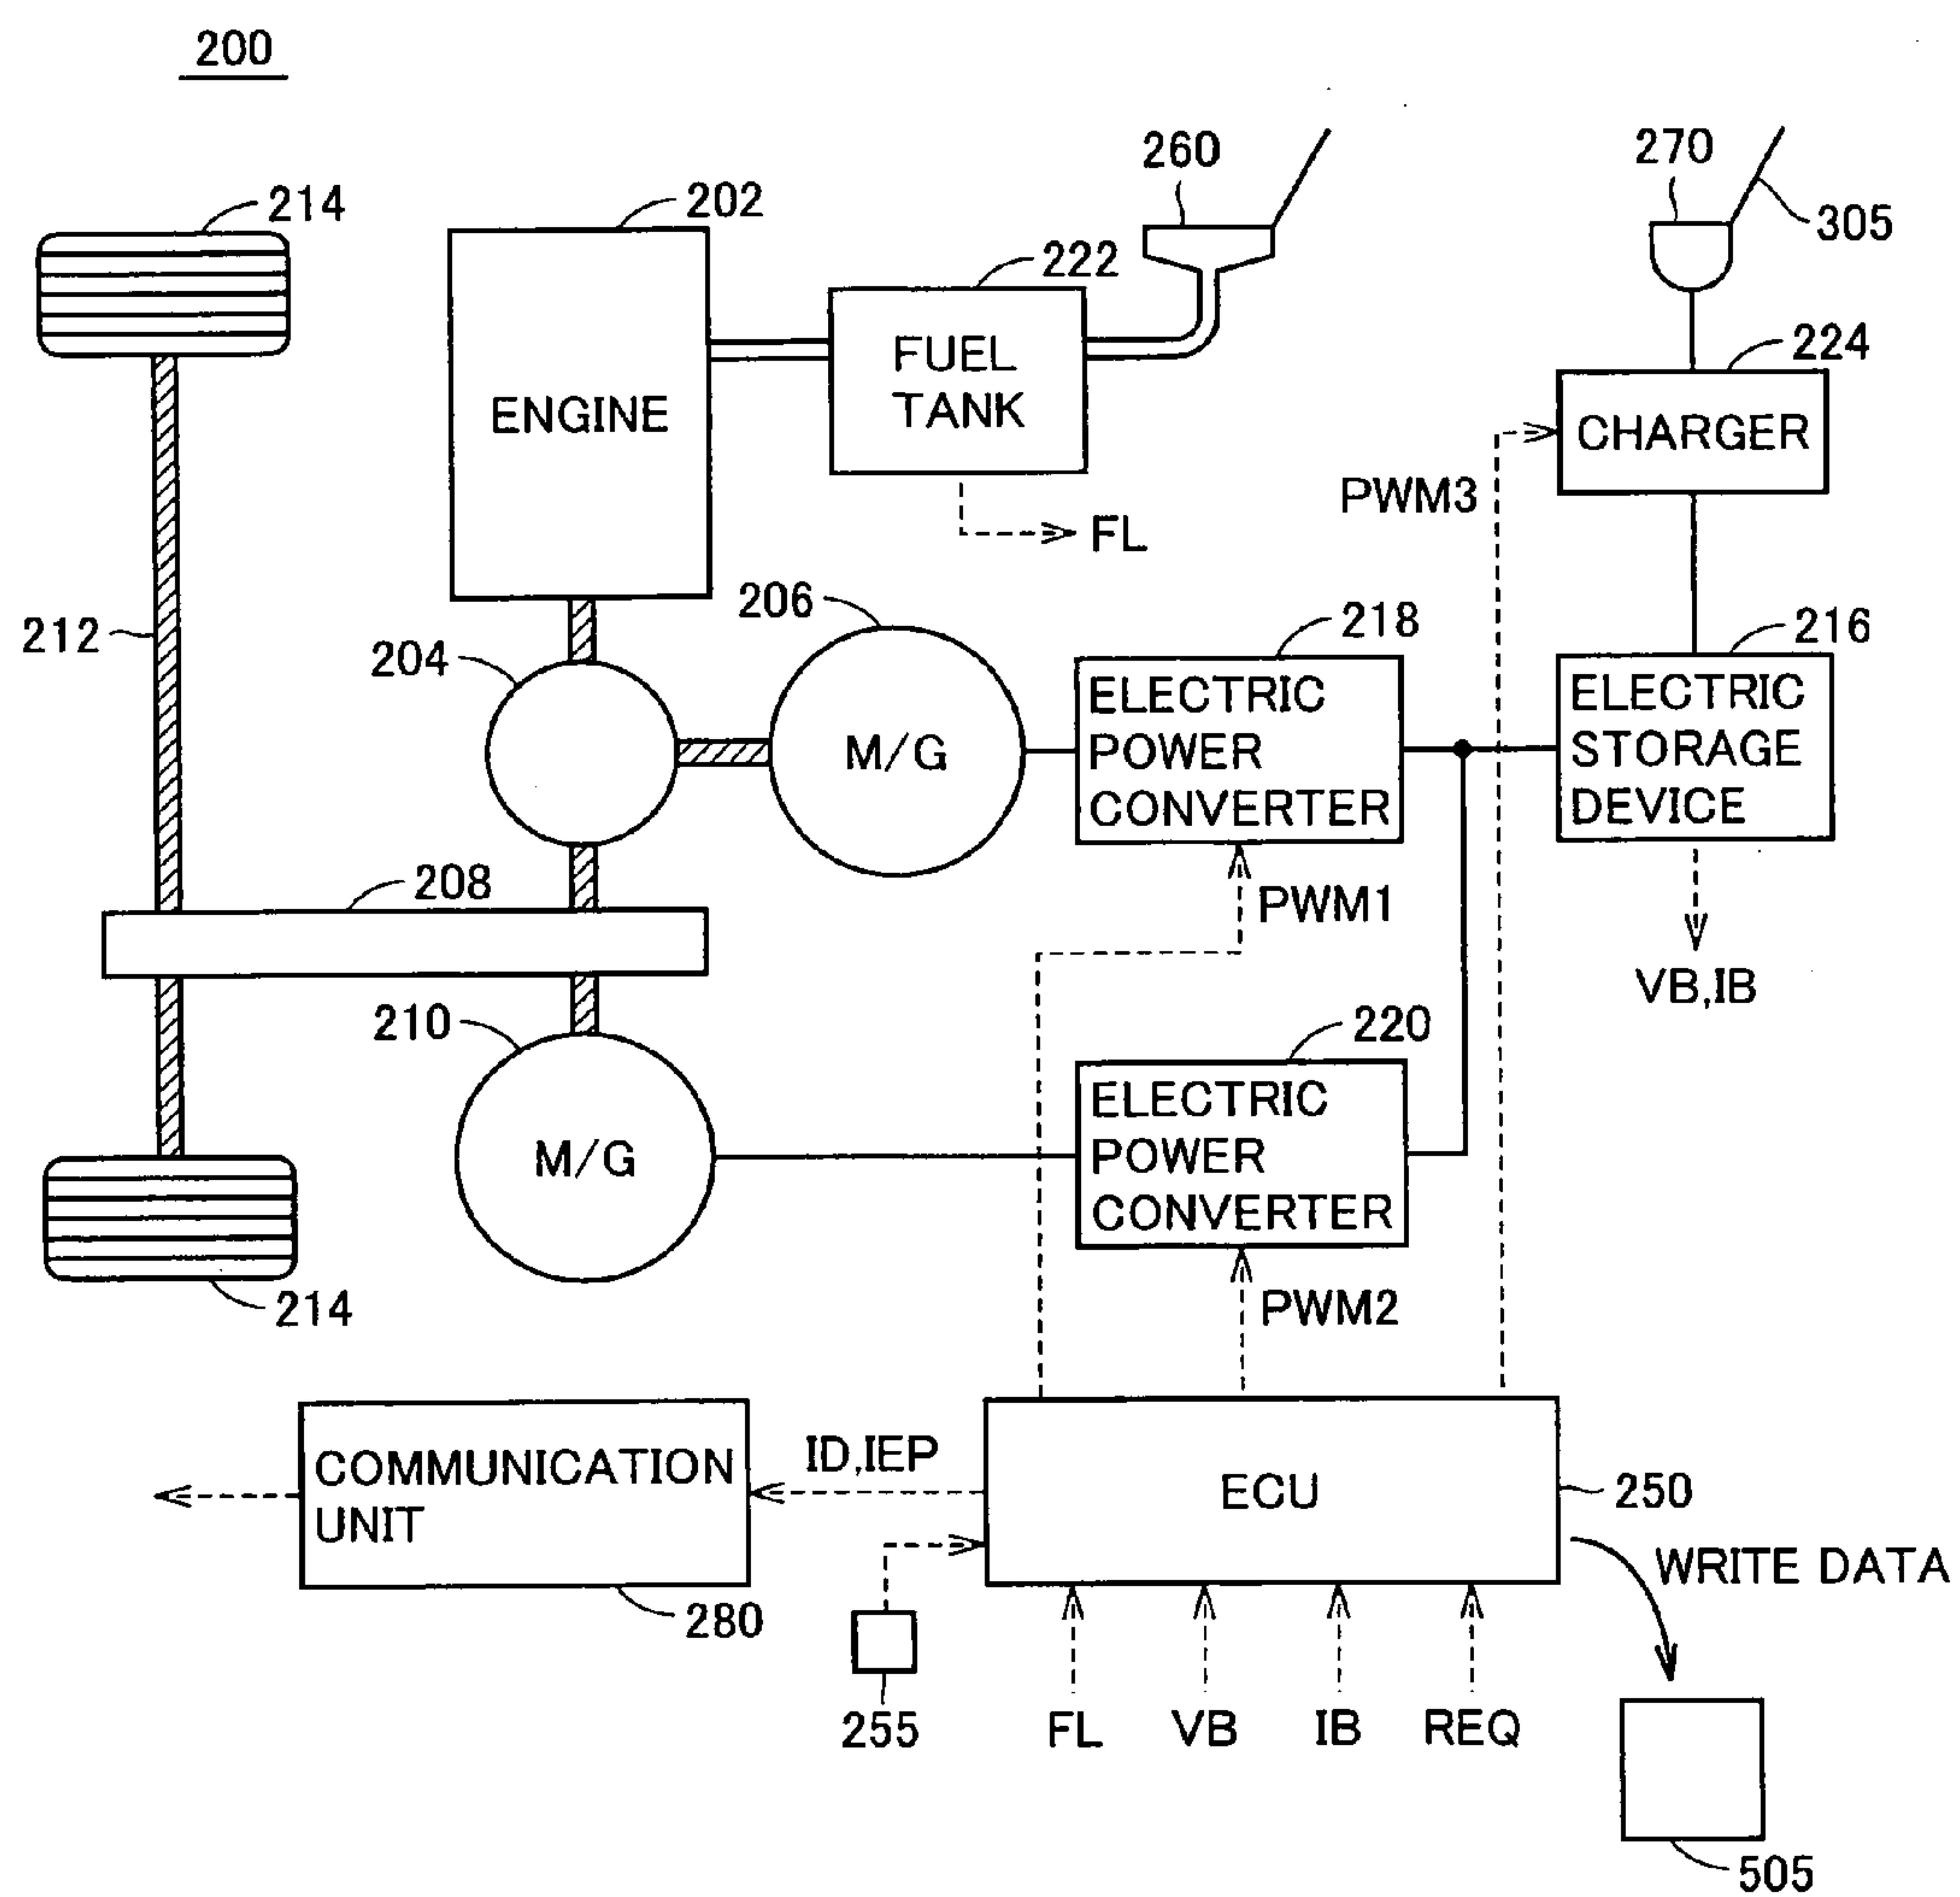 200
260
270
305
214
202
222
224
ENGINE
FUEL
TANK
CHARGER
PWM3
FL
206
218
216
212
204
M/G
ELECTRIC
POWER
CONVERTER
ELECTRIC
STORAGE
DEVICE
208
PWM1
VB,IB
210
220
M/G
ELECTRIC
POWER
CONVERTER
214
PWM2
COMMUNICATION
UNIT
ID,IEP
ECU
250
WRITE DATA
280
255
FL
VB
IB
REQ
505